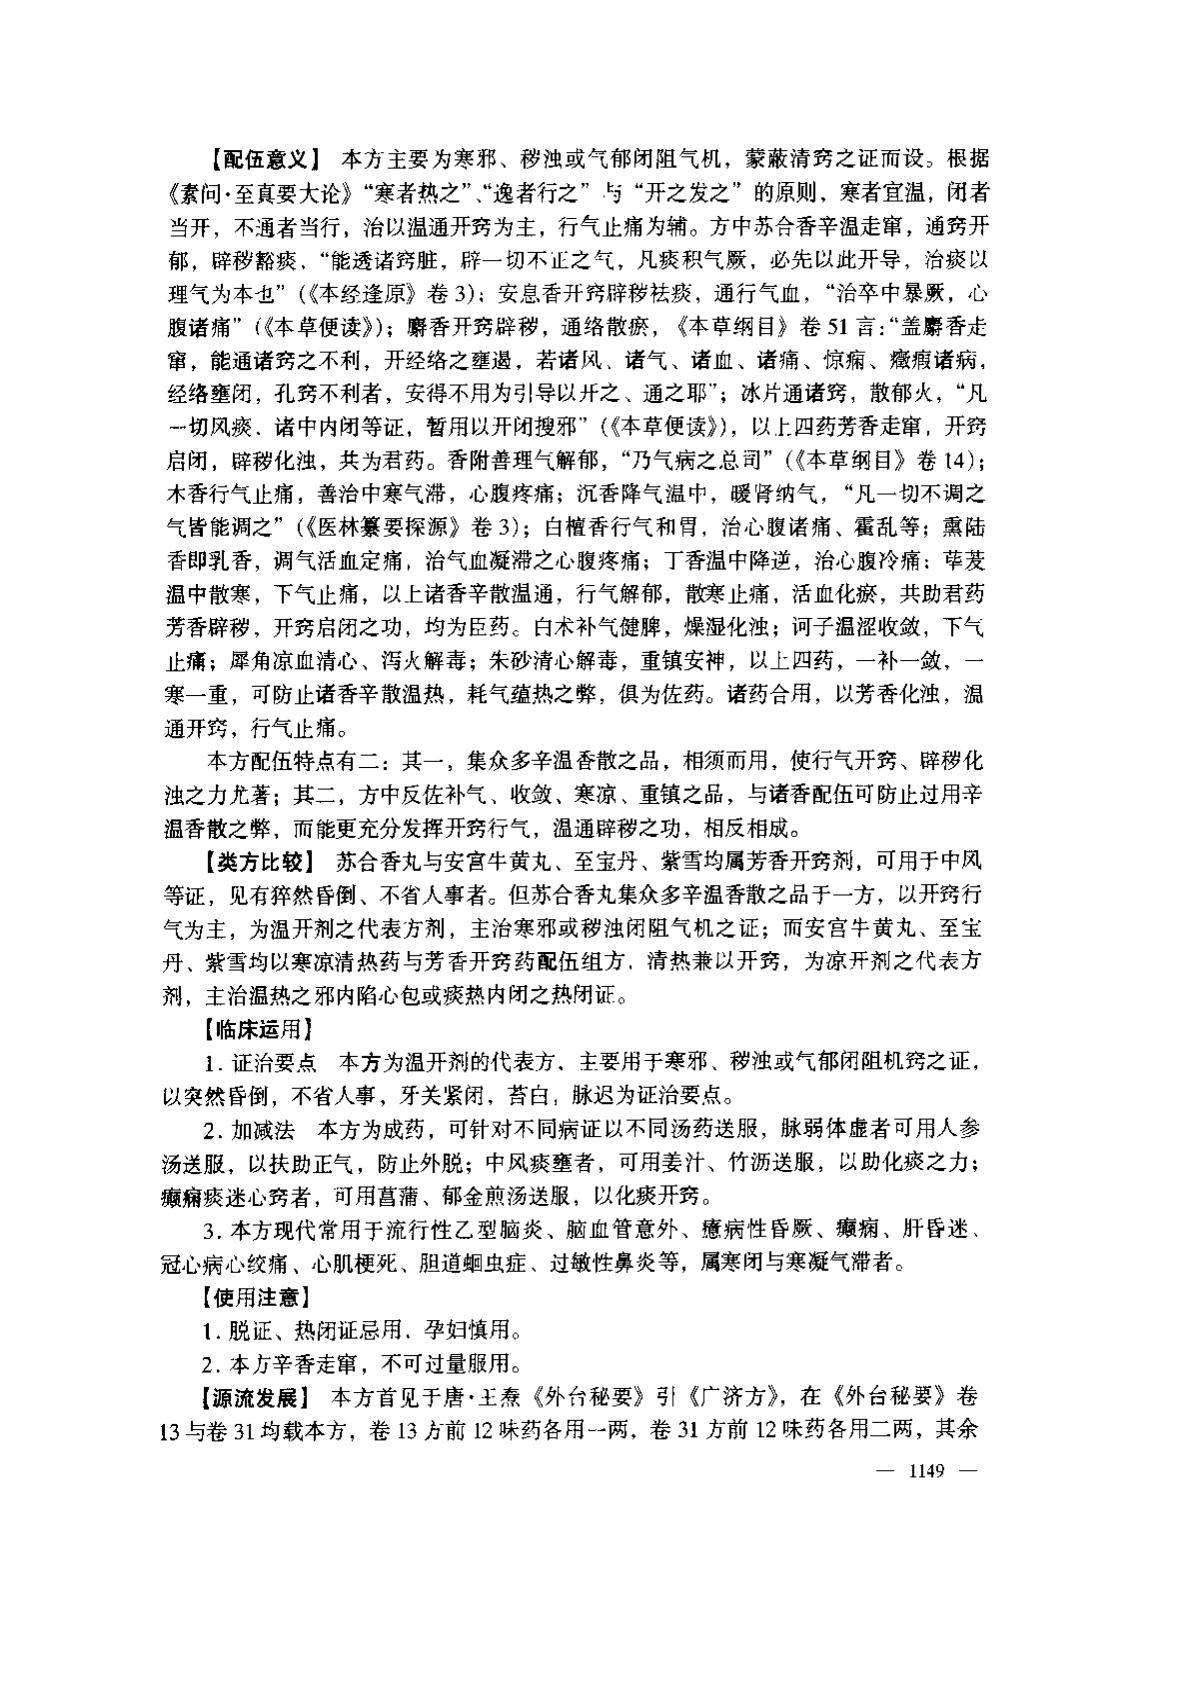 【配伍意义】 本方主要为寒邪、秽浊或气郁闭阻气机，蒙蔽清窍之证而设。根据
《素问·至真要大论》“寒者热之”、“逸者行之”与“开之发之”的原则，寒者宜温，闭者
当开，不通者当行，治以温通开窍为主，行气止痛为辅。方中苏合香辛温走窜，通窍开
郁，辟秽豁痰，“能透诸窍脏，辟一切不正之气，凡痰积气厥，必先以此开导，治痰以
理气为本也”（《本经逢原》卷3）；安息香开窍辟秽祛痰，通行气血，“治卒中暴厥，心
腹诸痛”（《本草便读》）；麝香开窍辟秽，通络散瘀，《本草纲目》卷51言：“盖麝香走
窜，能通诸窍之不利，开经络之壅遏，若诸风、诸气、诸血、诸痛、惊痫、癥瘕诸病，
经络壅闭，孔窍不利者，安得不用为引导以开之、通之耶”；冰片通诸窍，散郁火，“凡
一切风痰、诸中内闭等证，暂用以开闭搜邪”（《本草便读》），以上四药芳香走窜，开窍
启闭，辟秽化浊，共为君药。香附善理气解郁，“乃气病之总司”（《本草纲目》卷14）；
木香行气止痛，善治中寒气滞，心腹疼痛；沉香降气温中，暖肾纳气，“凡一切不调之
气皆能调之”（《医林纂要探源》卷3）；白檀香行气和胃，治心腹诸痛、霍乱等；熏陆
香即乳香，调气活血定痛，治气血凝滞之心腹疼痛；丁香温中降逆，治心腹冷痛；荜茇
温中散寒，下气止痛，以上诸香辛散温通，行气解郁，散寒止痛，活血化瘀，共助君药
芳香辟秽，开窍启闭之功，均为臣药。白术补气健脾，燥湿化浊；诃子温涩收敛，下气
止痛；犀角凉血清心、泻火解毒；朱砂清心解毒，重镇安神，以上四药，一补一敛，一
寒一重，可防止诸香辛散温热，耗气蕴热之弊，俱为佐药。诸药合用，以芳香化浊，温
通开窍，行气止痛。
本方配伍特点有二：其一，集众多辛温香散之品，相须而用，使行气开窍、辟秽化
浊之力尤著；其二，方中反佐补气、收敛、寒凉、重镇之品，与诸香配伍可防止过用辛
温香散之弊，而能更充分发挥开窍行气，温通辟秽之功，相反相成。
【类方比较】 苏合香丸与安宫牛黄丸、至宝丹、紫雪均属芳香开窍剂，可用于中风
等证，见有猝然昏倒、不省人事者。但苏合香丸集众多辛温香散之品于一方，以开窍行
气为主，为温开剂之代表方剂，主治寒邪或秽浊闭阻气机之证；而安宫牛黄丸、至宝
丹、紫雪均以寒凉清热药与芳香开窍药配伍组方，清热兼以开窍，为凉开剂之代表方
剂，主治温热之邪内陷心包或痰热内闭之热闭证。
【临床运用】
1. 证治要点 本方为温开剂的代表方，主要用于寒邪、秽浊或气郁闭阻机窍之证，
以突然昏倒，不省人事，牙关紧闭，苔白，脉迟为证治要点。
2. 加减法 本方为成药，可针对不同病证以不同汤药送服，脉弱体虚者可用人参
汤送服，以扶助正气，防止外脱；中风痰壅者，可用姜汁、竹沥送服，以助化痰之力；
癫痫痰迷心窍者，可用菖蒲、郁金煎汤送服，以化痰开窍。
3. 本方现代常用于流行性乙型脑炎、脑血管意外、癔病性昏厥、癫痫、肝昏迷、
冠心病心绞痛、心肌梗死、胆道蛔虫症、过敏性鼻炎等，属寒闭与寒凝气滞者。
【使用注意】
1. 脱证、热闭证忌用，孕妇慎用。
2. 本方辛香走窜，不可过量服用。
【源流发展】 本方首见于唐·王焘《外台秘要》引《广济方》，在《外台秘要》卷
13与卷31均载本方，卷13方前12味药各用一两，卷31方前12味药各用二两，其余
— 1149 —